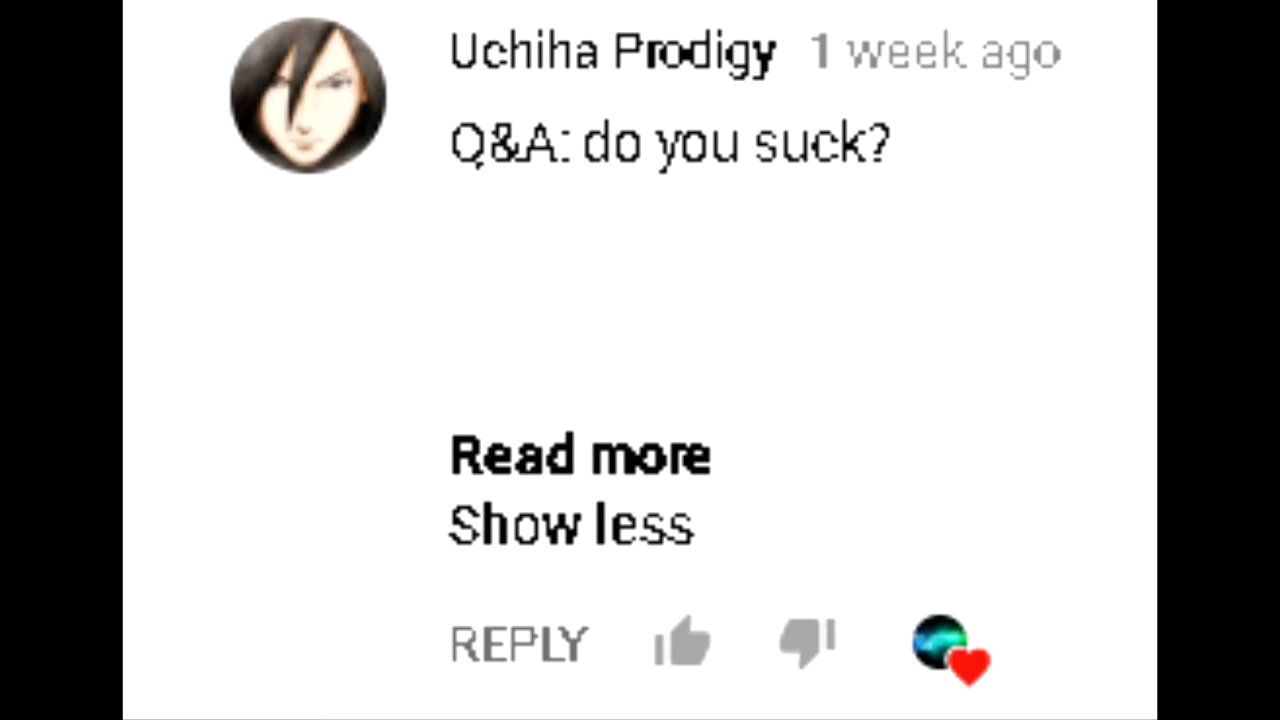 Uchiha Prodigy 1 week ago
Q&A: do you suck?
Read more
Show less
REPLY